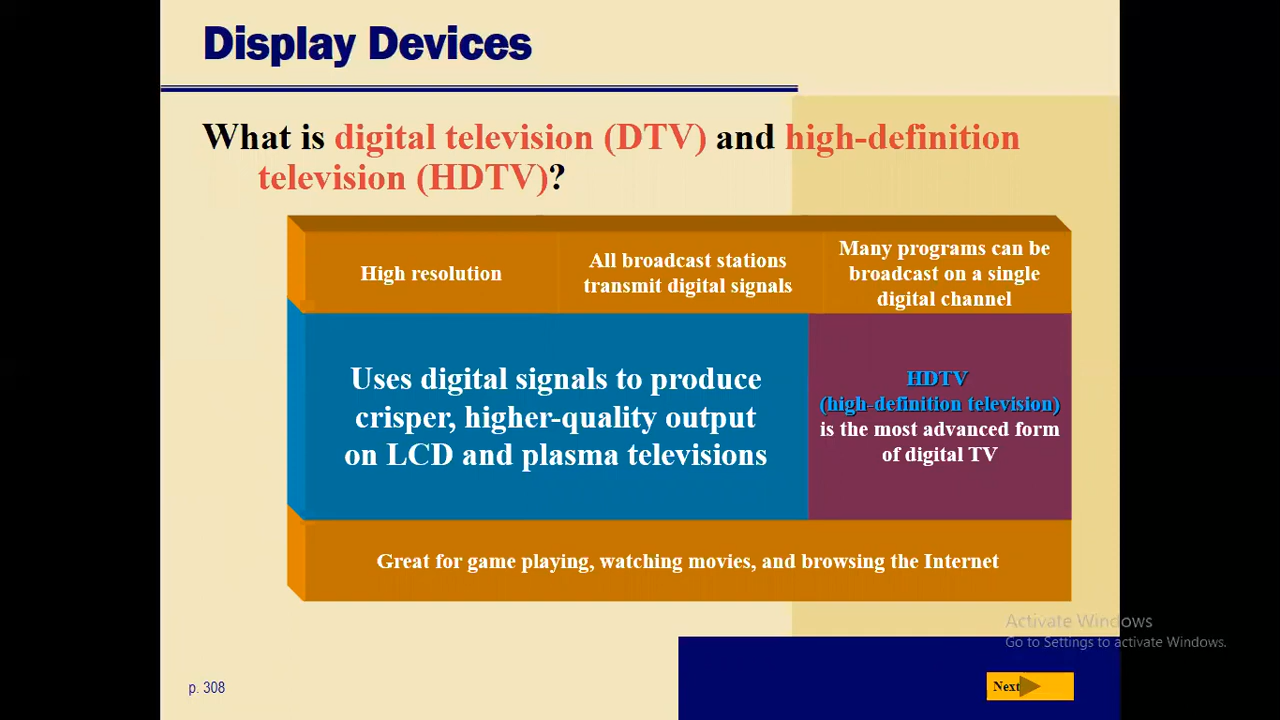 Display Devices
What is digital television (DTV) and high-definition
television (HDTV)?
High resolution
All broadcast stations
transmit digital signals
Many programs can be
broadcast on a single
digital channel
Uses digital signals to produce
crisper, higher-quality output
on LCD and plasma televisions
HDTV
(high-definition television)
is the most advanced form
of digital TV
Great for game playing, watching movies, and browsing the Internet
Activate Windows
Go to Settings to activate Windows.
p. 308
Next